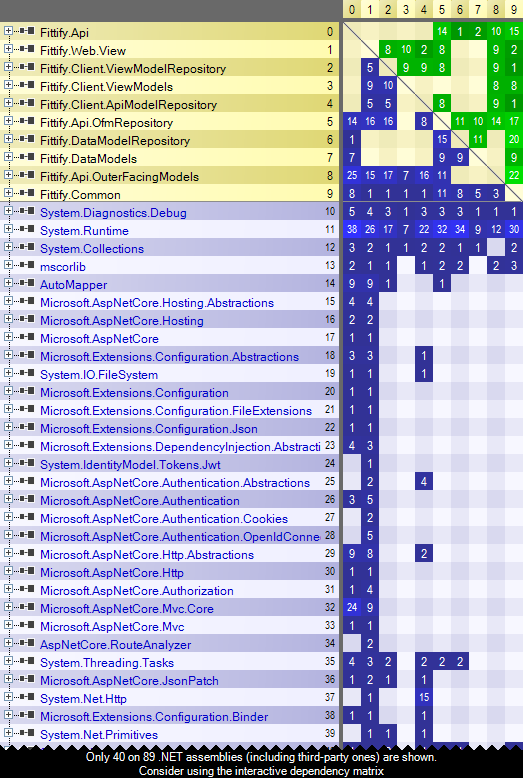 0 1 2 3 4 5 6 7 8 9
Fittify.Api 0 14 1 2 10 15
Fittify.Web.View 1 8 10 2 8 9 2
Fittify.Client.ViewModelRepository 2 5 9 9 8 9 1
Fittify.Client.ViewModels 3 9 10 8 8
Fittify.Client.ApiModelRepository 4 5 5 8 9 1
Fittify.Api.OfmRepository 5 14 16 16 8 11 10 14 17
Fittify.DataModelRepository 6 1 15 11 20
Fittify.DataModels 7 7 9 9 6
Fittify.Api.OuterFacingModels 8 25 15 17 7 16 11 22
Fittify.Common 9 8 1 1 1 1 11 8 5 3
System.Diagnostics.Debug 10 5 4 3 1 3 3 3 1 1 1
System.Runtime 11 38 26 17 7 22 32 34 9 12 30
System.Collections 12 3 2 1 1 2 2 1 1 2
mscorlib 13 2 1 1 1 2 2 2 3
AutoMapper 14 9 9 1 1
Microsoft.AspNetCore.Hosting.Abstractions 15 4 4
Microsoft.AspNetCore.Hosting 16 2 2
Microsoft.AspNetCore 17 1 1
Microsoft.Extensions.Configuration.Abstractions 18 3 3 1
System.IO.FileSystem 19 1 1 1
Microsoft.Extensions.Configuration 20 1 1
Microsoft.Extensions.Configuration.FileExtensions 21 1 1
Microsoft.Extensions.Configuration.Json 22 1 1
Microsoft.Extensions.DependencyInjection.Abstracti 23 4 3
System.IdentityModel.Tokens.Jwt 24 1
Microsoft.AspNetCore.Authentication.Abstractions 25 2 4
Microsoft.AspNetCore.Authentication 26 3 5
Microsoft.AspNetCore.Authentication.Cookies 27 2
Microsoft.AspNetCore.Authentication.OpenIdConnec 28 5
Microsoft.AspNetCore.Http.Abstractions 29 9 8 2
Microsoft.AspNetCore.Http 30 1 1
Microsoft.AspNetCore.Authorization 31 1 4
Microsoft.AspNetCore.Mvc.Core 32 24 9
Microsoft.AspNetCore.Mvc 33 1 1
AspNetCore.RouteAnalyzer 34 2
System.Threading.Tasks 35 4 3 2 2 2 2
Microsoft.AspNetCore.JsonPatch 36 1 2 1 1
System.Net.Http 37 1 15
Microsoft.Extensions.Configuration.Binder 38 1 1 1
System.Net.Primitives 39 1 1 1
Only 40 on 89 .NET assemblies (including third-party ones) are shown.
Consider using the interactive dependency matrix